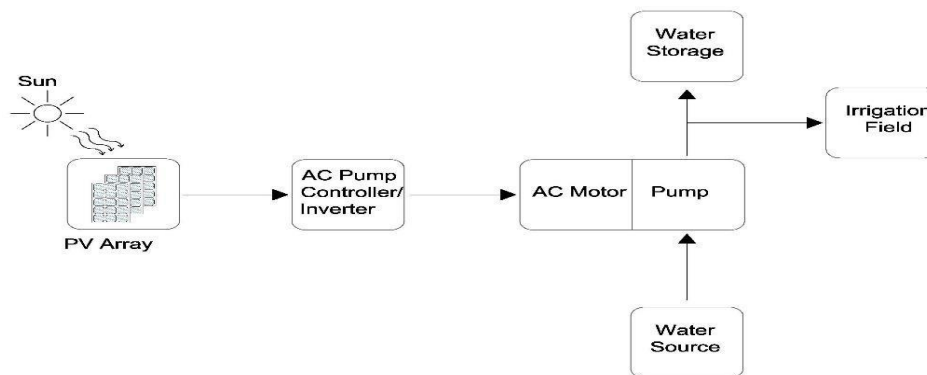 Sun
PV Array
AC Pump
Controller/
Inverter
AC Motor
Pump
Water
Storage
Irrigation
Field
Water
Source